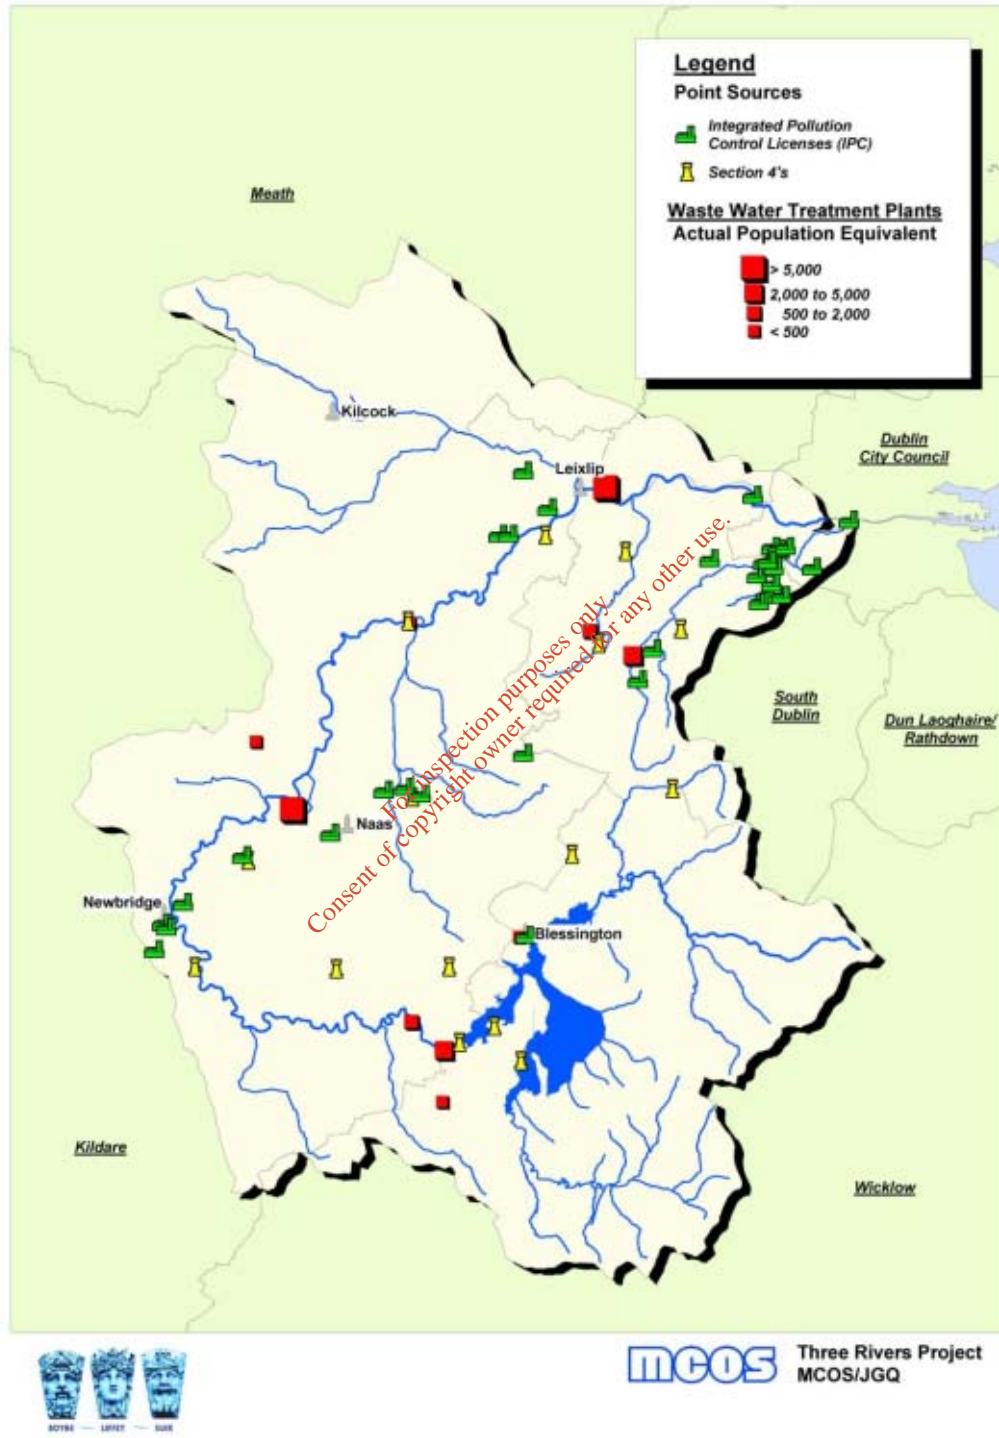 Legend
Point Sources
Integrated Pollution
Control Licenses (IPC)
Section 4's
Waste Water Treatment Plants
Actual Population Equivalent
> 5,000
2,000 to 5,000
500 to 2,000
< 500
Meath
Kilcock
Leixlip
Dublin
City Council
South
Dublin
Dun Laoghaire/
Rathdown
Naas
Newbridge
Blessington
Kildare
Wicklow
For inspection purposes only.
Consent of copyright owner required for any other use.
mcos
Three Rivers Project
MCOS/JGQ
BOYNE — LIFFEY — SUIR